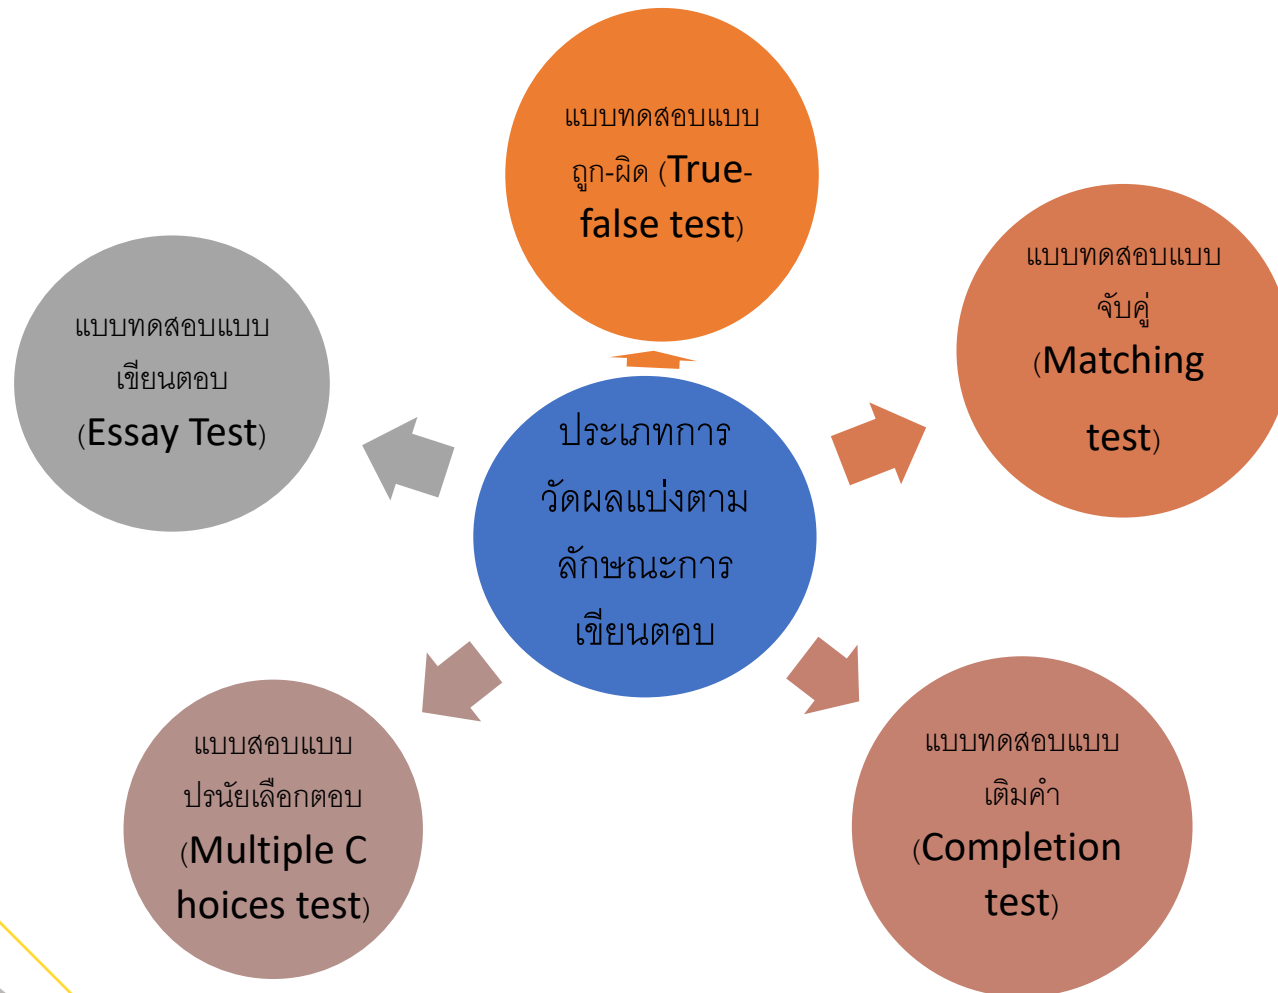 แบบทดสอบแบบ
ถูก-ผิด (True-
false test)
แบบทดสอบแบบ
จับคู่
(Matching
test)
แบบทดสอบแบบ
เติมคำ
(Completion
test)
แบบสอบแบบ
ปรนัยเลือกตอบ
(Multiple C
hoices test)
แบบทดสอบแบบ
เขียนตอบ
(Essay Test)
ประเภทการ
วัดผลแบ่งตาม
ลักษณะการ
เขียนตอบ